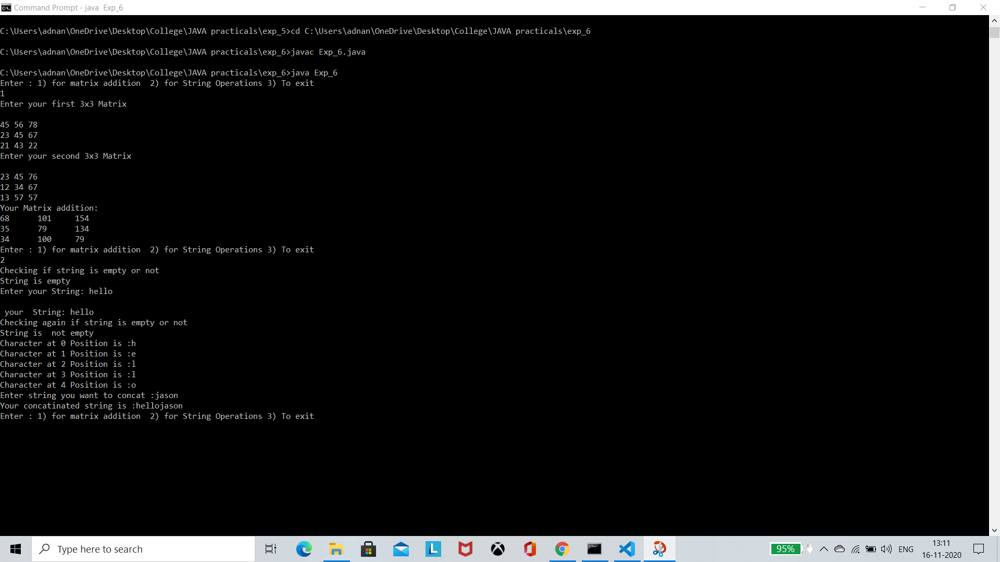 Command Prompt - java  Exp_6
C:\Users\adnan\OneDrive\Desktop\College\JAVA practicals\exp_5>cd C:\Users\adnan\OneDrive\Desktop\College\JAVA practicals\exp_6
C:\Users\adnan\OneDrive\Desktop\College\JAVA practicals\exp_6>javac Exp_6.java
C:\Users\adnan\OneDrive\Desktop\College\JAVA practicals\exp_6>java Exp_6
Enter : 1) for matrix addition  2) for String Operations 3) To exit
1
Enter your first 3x3 Matrix
45 56 78
23 45 67
21 43 22
Enter your second 3x3 Matrix
23 45 76
12 34 67
13 57 57
Your Matrix addition:
68      101     154
35      79      134
34      100     79
Enter : 1) for matrix addition  2) for String Operations 3) To exit
2
Checking if string is empty or not
String is empty
Enter your String: hello
 your  String: hello
Checking again if string is empty or not
String is  not empty
Character at 0 Position is :h
Character at 1 Position is :e
Character at 2 Position is :l
Character at 3 Position is :l
Character at 4 Position is :o
Enter string you want to concat :jason
Your concatinated string is :hellojason
Enter : 1) for matrix addition  2) for String Operations 3) To exit
Type here to search
L
95%
ENG
13:11
16-11-2020